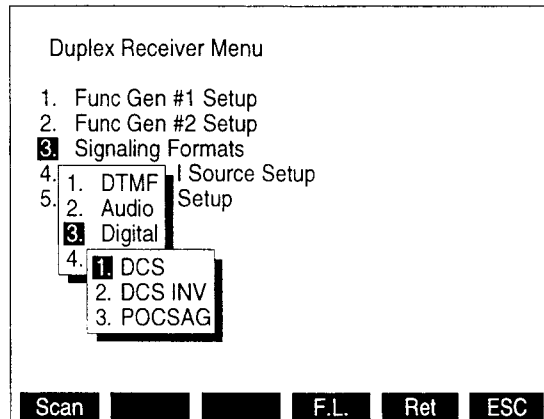 Duplex Receiver Menu
1. Func Gen #1 Setup
2. Func Gen #2 Setup
3. Signaling Formats
4. l Source Setup
5. Setup
1. DTMF
2. Audio
3. Digital
4.
1. DCS
2. DCS INV
3. POCSAG
Scan F.L. Ret ESC